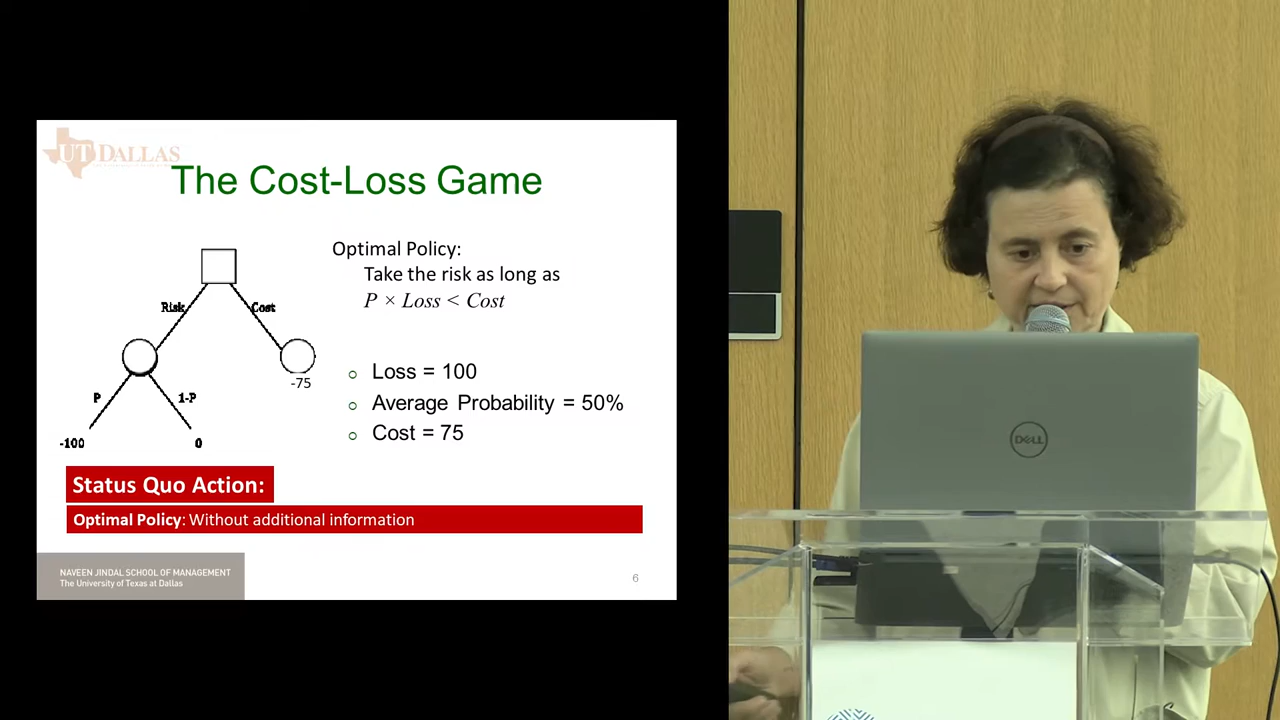 UT DALLAS
The Cost-Loss Game
Optimal Policy:
Take the risk as long as
P × Loss < Cost
Risk
Cost
-75
P
1-P
-100
0
Loss = 100
Average Probability = 50%
Cost = 75
Status Quo Action:
Optimal Policy: Without additional information
NAVEEN JINDAL SCHOOL OF MANAGEMENT
The University of Texas at Dallas
6
DELL